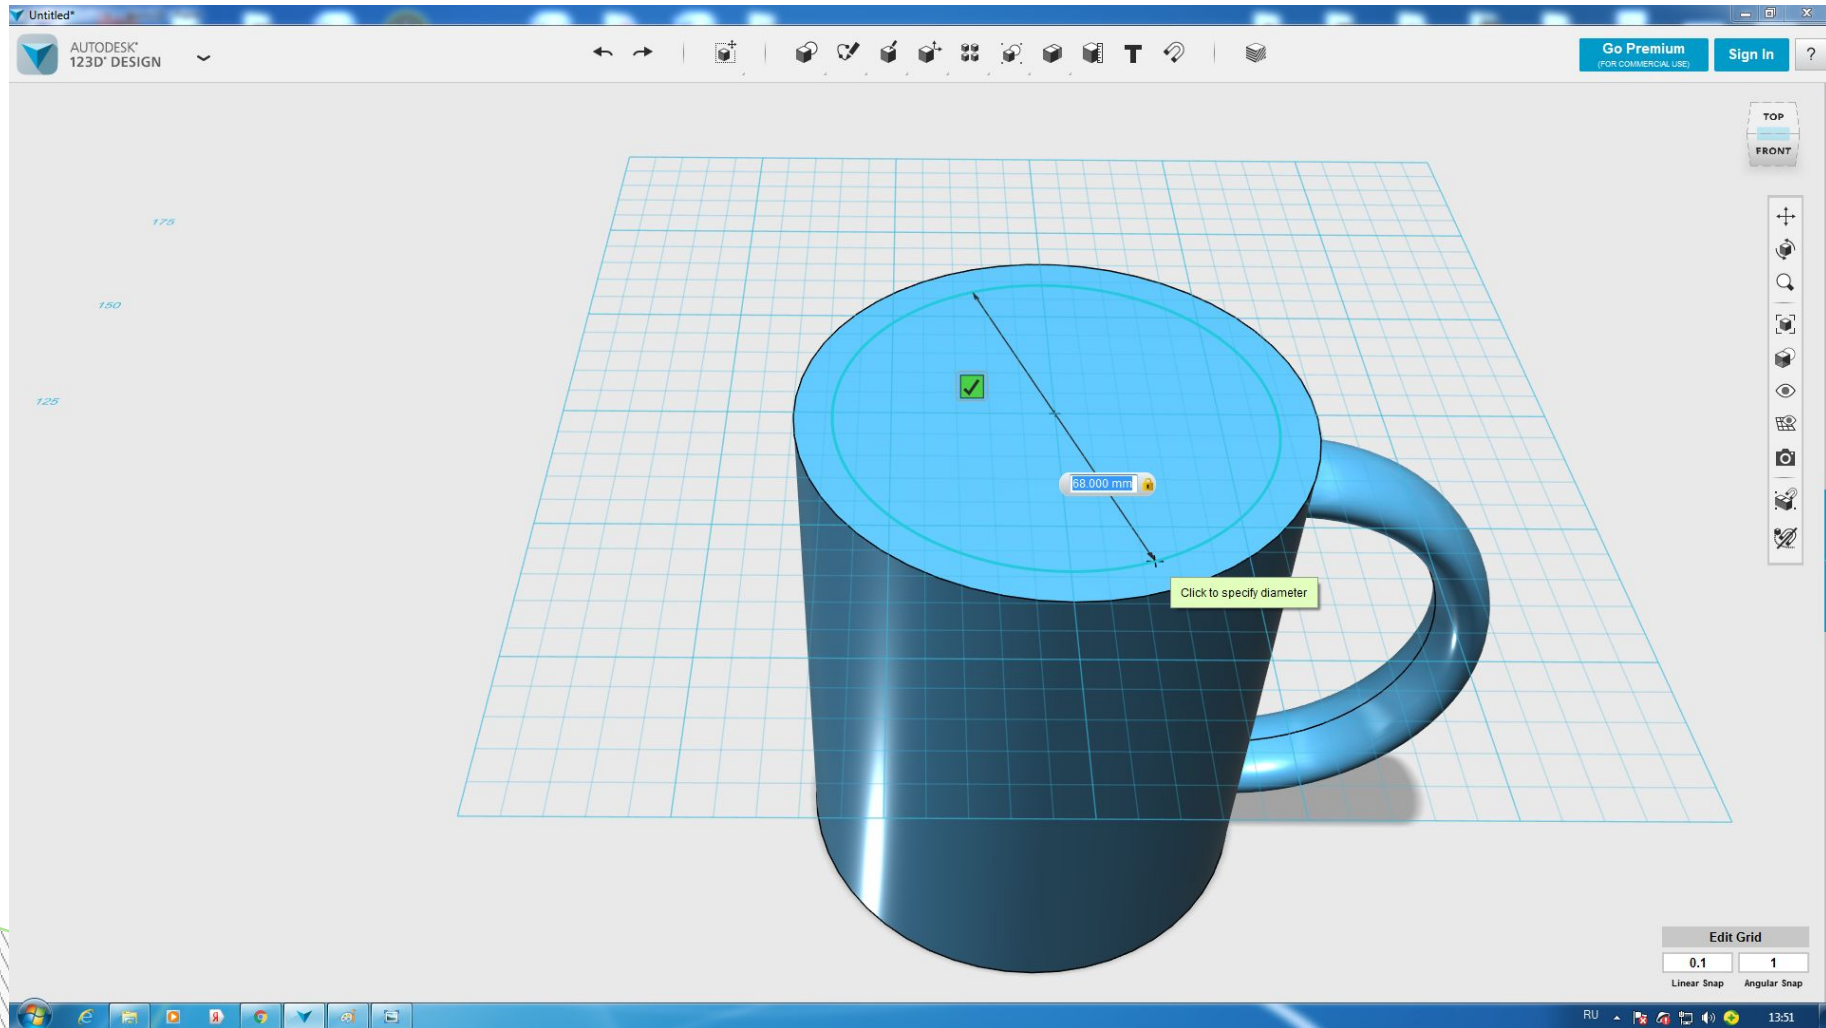 Untitled*
AUTODESK®
123D® DESIGN
Go Premium
(FOR COMMERCIAL USE)
Sign In
?
TOP
FRONT
175
150
125
68.000 mm
Click to specify diameter
Edit Grid
0.1
1
Linear Snap
Angular Snap
RU
13:51